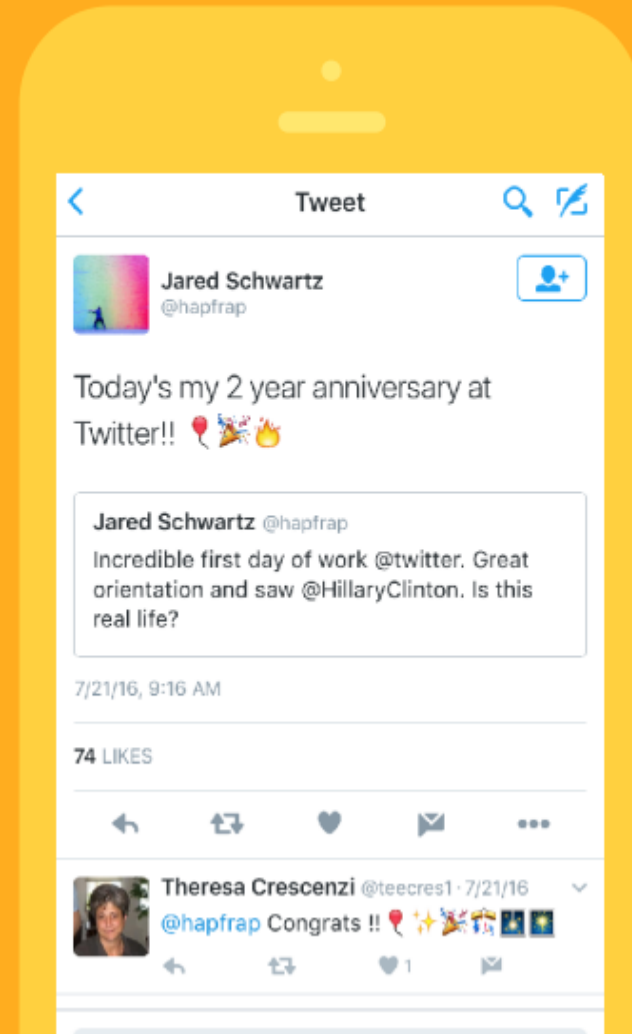 Tweet
Jared Schwartz
@hapfrap
Today's my 2 year anniversary at
Twitter!! 🎈🎉🔥
Jared Schwartz @hapfrap
Incredible first day of work @twitter. Great
orientation and saw @HillaryClinton. Is this
real life?
7/21/16, 9:16 AM
74 LIKES
Theresa Crescenzi @teecres1 · 7/21/16
@hapfrap Congrats !! 🎈✨🎉🎊🌠🎇
1